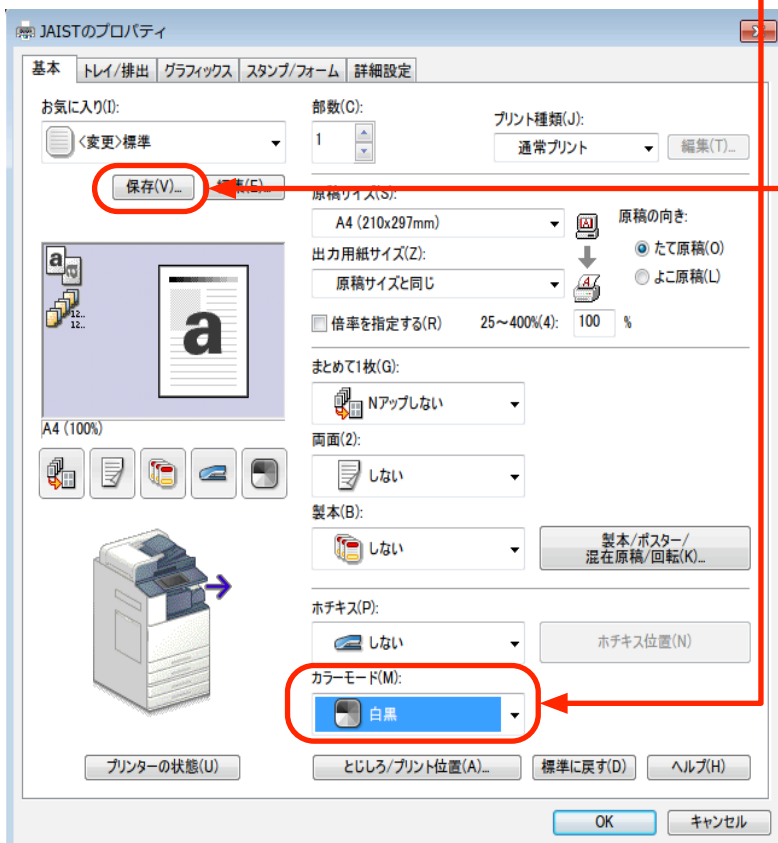 JAISTのプロパティ
基本 トレイ/排出 グラフィックス スタンプ/フォーム 詳細設定
お気に入り(I):
<変更>標準
保存(V)...
部数(C):
1
プリント種類(J):
通常プリント 編集(T)...
原稿サイズ(S):
A4 (210x297mm)
原稿の向き:
たて原稿(O)
よこ原稿(L)
出力用紙サイズ(Z):
原稿サイズと同じ
倍率を指定する(R) 25～400%(4): 100 %
a
12..
12..
a
A4 (100%)
まとめて1枚(G):
Nアップしない
両面(2):
しない
製本(B):
しない
製本/ポスター/
混在原稿/回転(K)...
ホチキス(P):
しない
ホチキス位置(N)
カラーモード(M):
白黒
プリンターの状態(U) とじしろ/プリント位置(A)... 標準に戻す(D) ヘルプ(H)
OK キャンセル